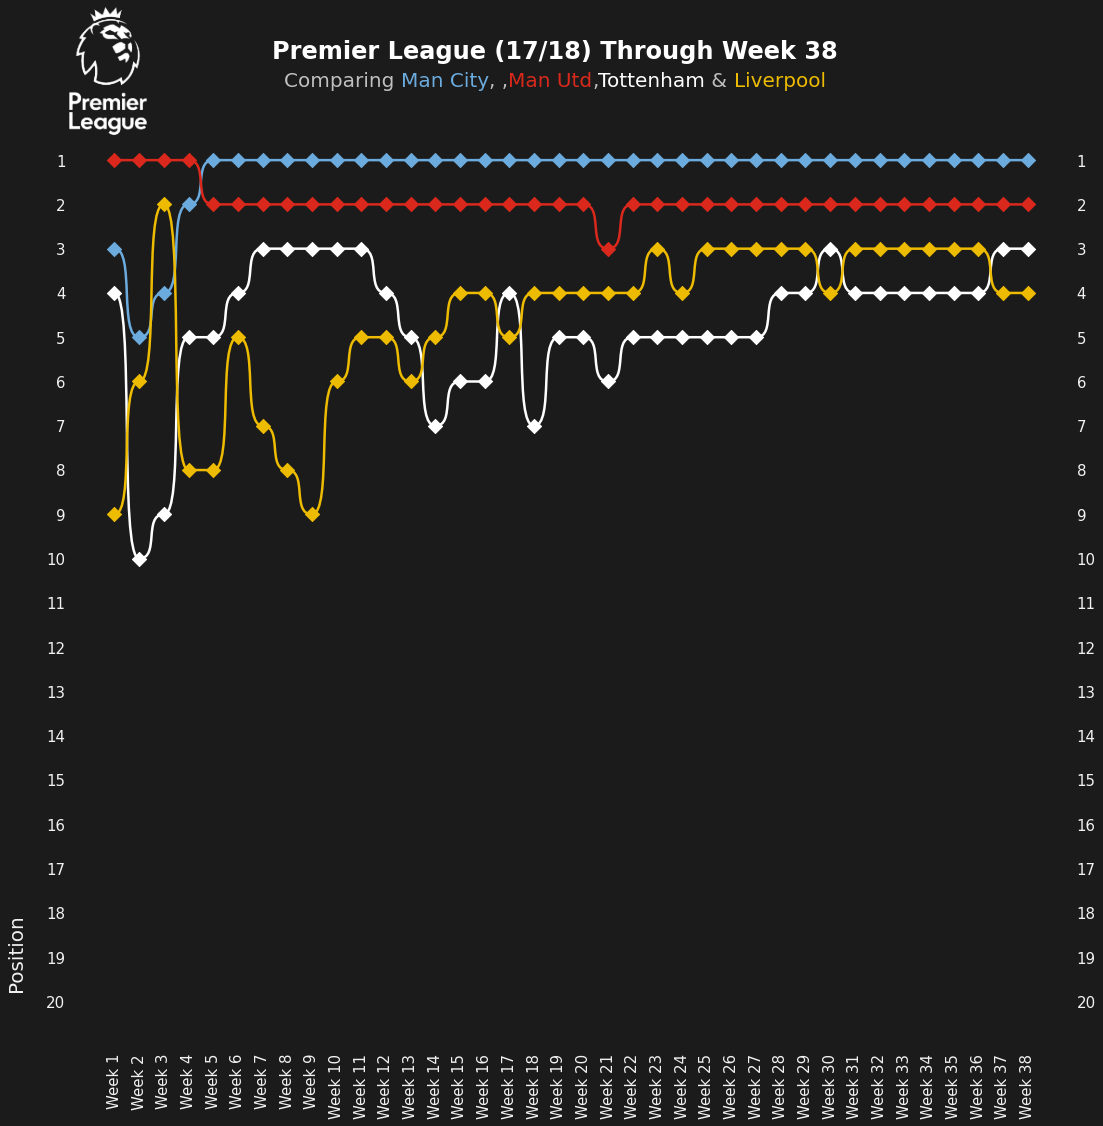 Premier League (17/18) Through Week 38
Comparing Man City, ,Man Utd,Tottenham & Liverpool
Premier
League
1 1
2 2
3 3
4 4
5 5
6 6
7 7
8 8
9 9
10 10
11 11
12 12
13 13
14 14
15 15
16 16
17 17
18 18
19 19
20 20
Position
Week 1
Week 2
Week 3
Week 4
Week 5
Week 6
Week 7
Week 8
Week 9
Week 10
Week 11
Week 12
Week 13
Week 14
Week 15
Week 16
Week 17
Week 18
Week 19
Week 20
Week 21
Week 22
Week 23
Week 24
Week 25
Week 26
Week 27
Week 28
Week 29
Week 30
Week 31
Week 32
Week 33
Week 34
Week 35
Week 36
Week 37
Week 38